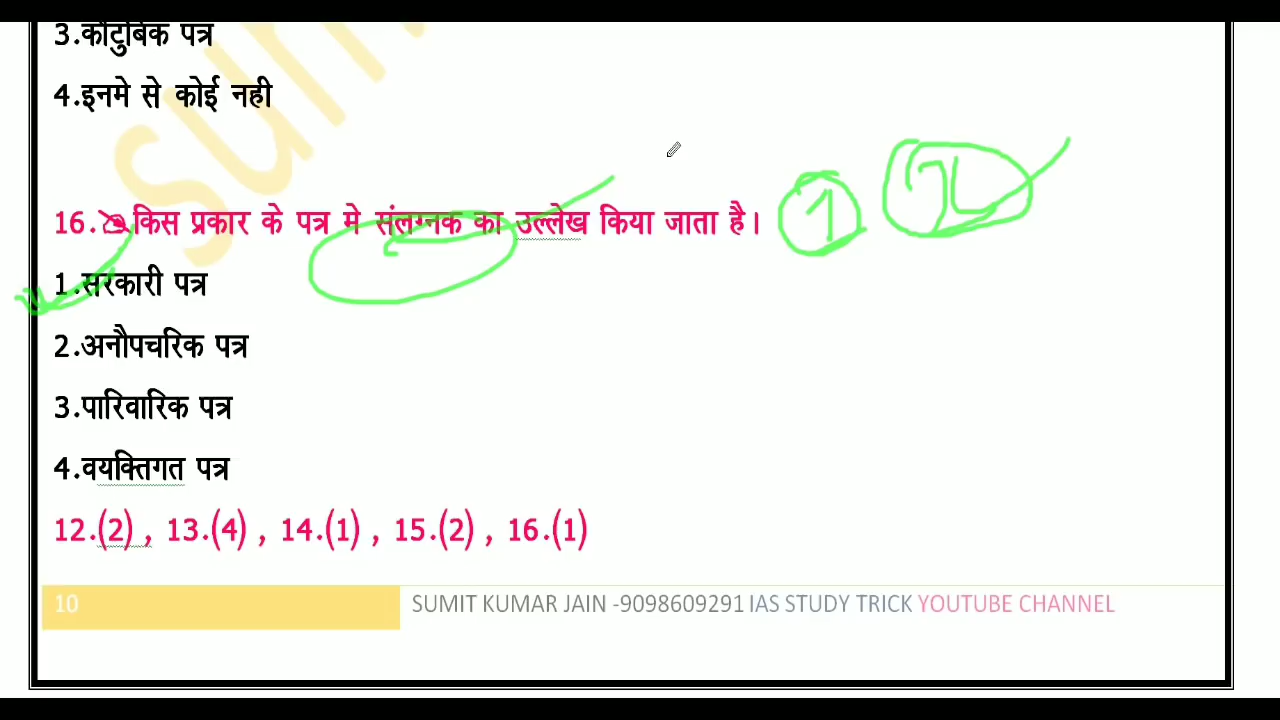 3.कौटुबिक पत्र
4.इनमे से कोई नही
16. किस प्रकार के पत्र मे संलग्नक का उल्लेख किया जाता है।
1
1.सरकारी पत्र
2.अनौपचरिक पत्र
3.पारिवारिक पत्र
4.वयक्तिगत पत्र
12.(2) , 13.(4) , 14.(1) , 15.(2) , 16.(1)
10
SUMIT KUMAR JAIN -9098609291 IAS STUDY TRICK YOUTUBE CHANNEL